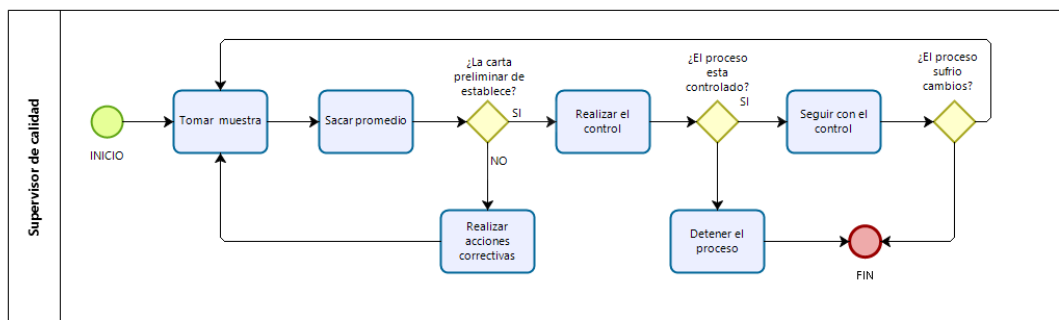 Supervisor de calidad
INICIO
Tomar muestra
Sacar promedio
¿La carta
preliminar de
establece?
SI
NO
Realizar
acciones
correctivas
Realizar el
control
¿El proceso
esta
controlado?
SI
Detener el
proceso
Seguir con el
control
¿El proceso
sufrio
cambios?
FIN